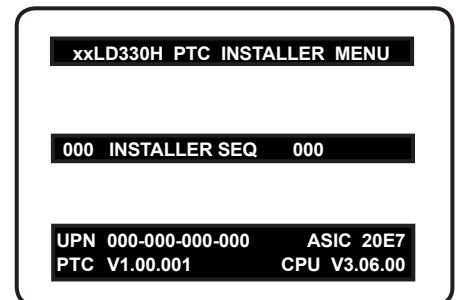 xxLD330H PTC INSTALLER MENU
000 INSTALLER SEQ 000
UPN 000-000-000-000 ASIC 20E7
PTC V1.00.001 CPU V3.06.00